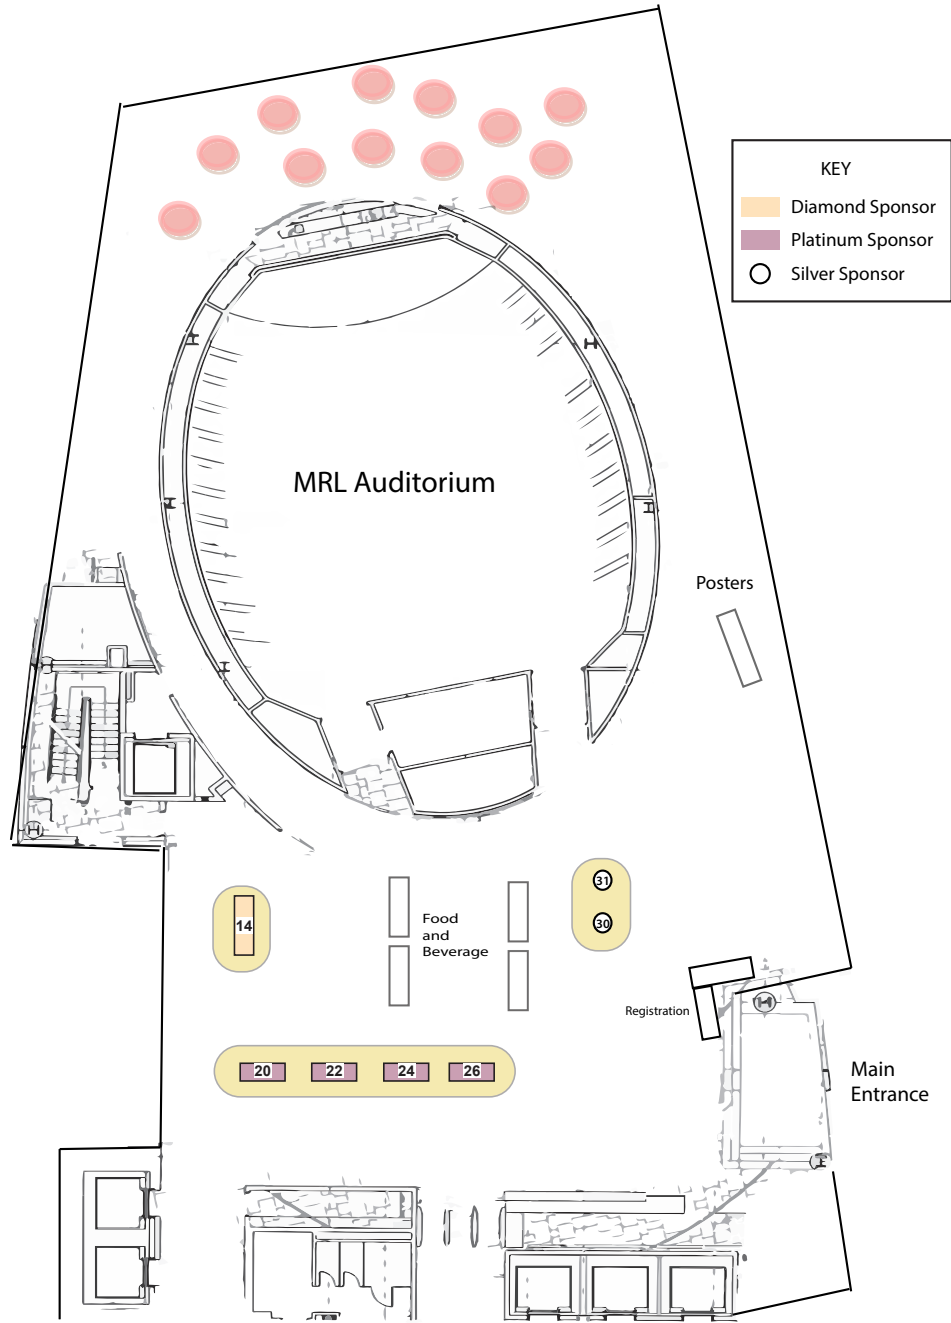 KEY
Diamond Sponsor
Platinum Sponsor
Silver Sponsor
MRL Auditorium
Posters
14
Food
and
Beverage
31
30
Registration
20
22
24
26
Main
Entrance